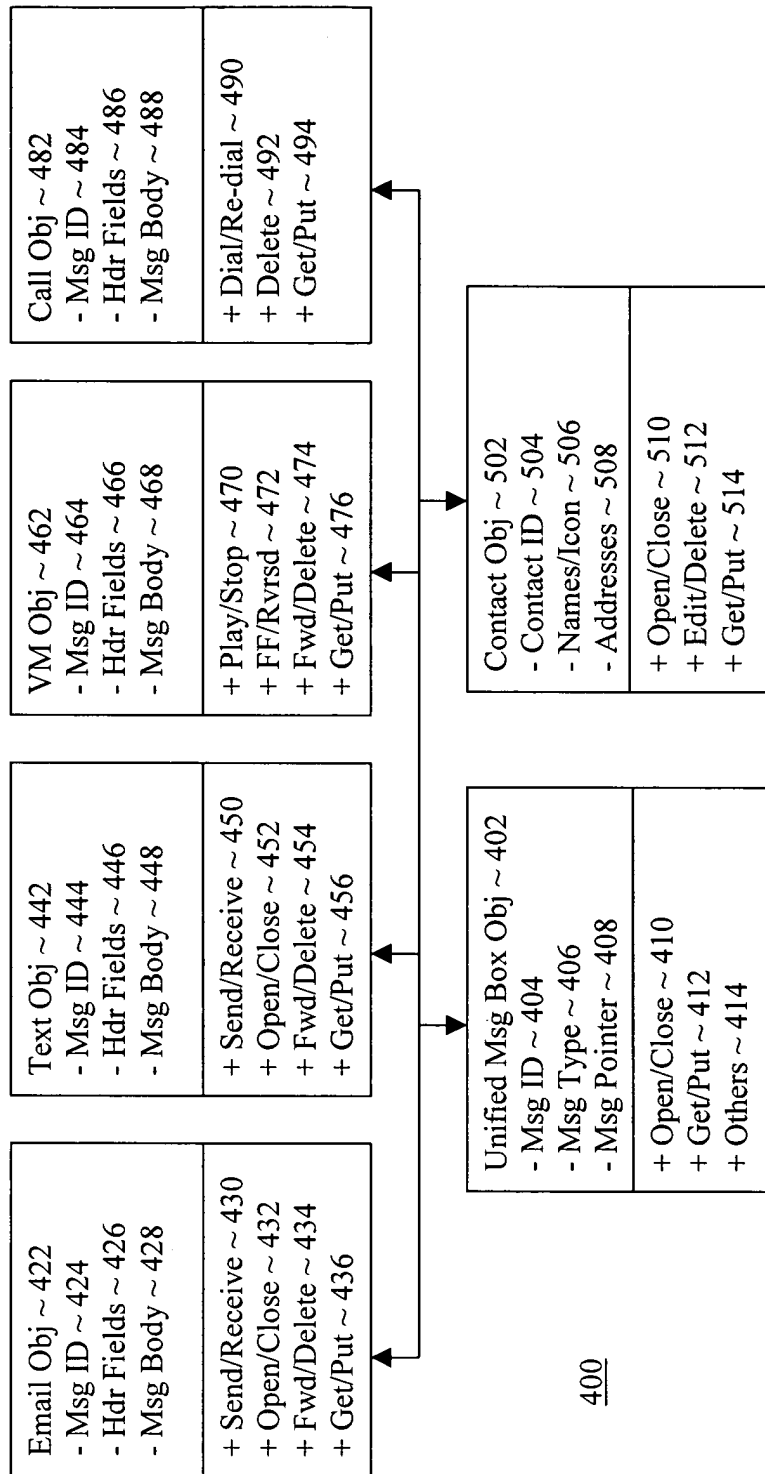 Email Obj ~ 422
- Msg ID ~ 424
- Hdr Fields ~ 426
- Msg Body ~ 428
+ Send/Receive ~ 430
+ Open/Close ~ 432
+ Fwd/Delete ~ 434
+ Get/Put ~ 436
Text Obj ~ 442
- Msg ID ~ 444
- Hdr Fields ~ 446
- Msg Body ~ 448
+ Send/Receive ~ 450
+ Open/Close ~ 452
+ Fwd/Delete ~ 454
+ Get/Put ~ 456
VM Obj ~ 462
- Msg ID ~ 464
- Hdr Fields ~ 466
- Msg Body ~ 468
+ Play/Stop ~ 470
+ FF/Rvrsd ~ 472
+ Fwd/Delete ~ 474
+ Get/Put ~ 476
Call Obj ~ 482
- Msg ID ~ 484
- Hdr Fields ~ 486
- Msg Body ~ 488
+ Dial/Re-dial ~ 490
+ Delete ~ 492
+ Get/Put ~ 494
Unified Msg Box Obj ~ 402
- Msg ID ~ 404
- Msg Type ~ 406
- Msg Pointer ~ 408
+ Open/Close ~ 410
+ Get/Put ~ 412
+ Others ~ 414
Contact Obj ~ 502
- Contact ID ~ 504
- Names/Icon ~ 506
- Addresses ~ 508
+ Open/Close ~ 510
+ Edit/Delete ~ 512
+ Get/Put ~ 514
400